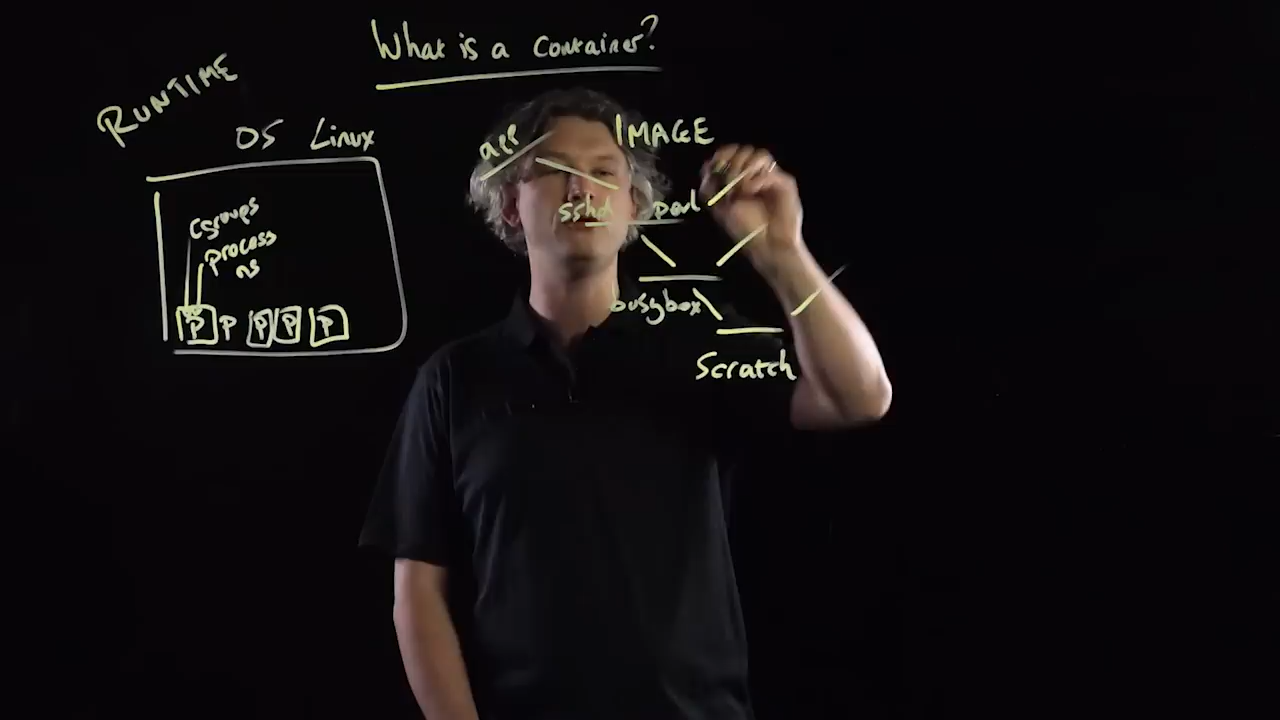 What is a container?
RUNTIME
OS Linux
cgroups
process
ns
P P P P P
IMAGE
app
sshd perl
busybox
Scratch